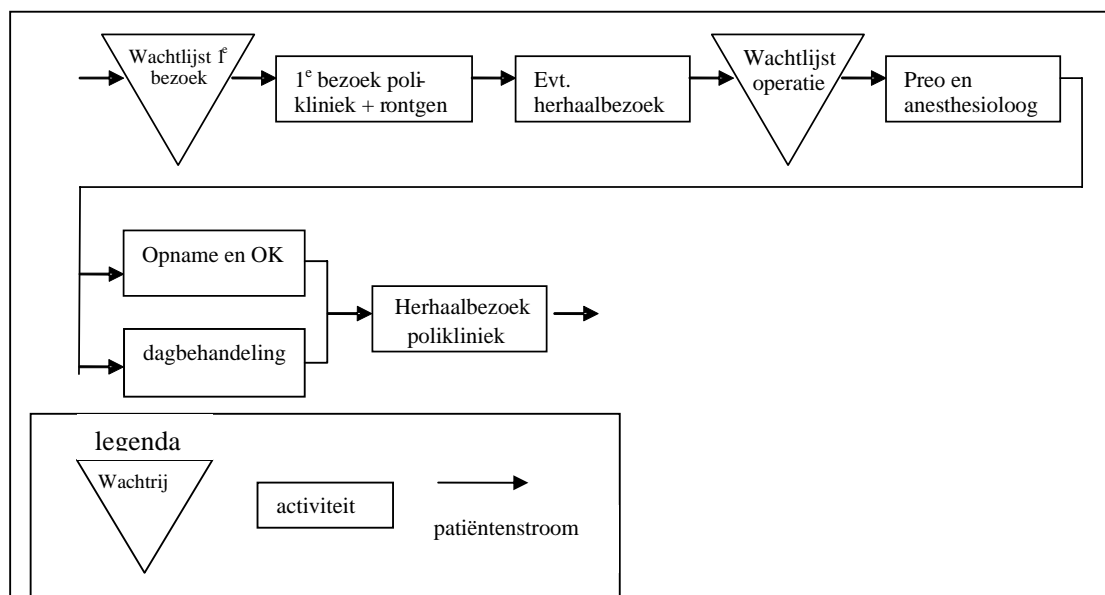 Wachtlijst 1e
bezoek
1e bezoek poli-
kliniek + rontgen
Evt.
herhaalbezoek
Wachtlijst
operatie
Preo en
anesthesioloog
Opname en OK
dagbehandeling
Herhaalbezoek
polikliniek
legenda
Wachtrij
activiteit
patiëntenstroom